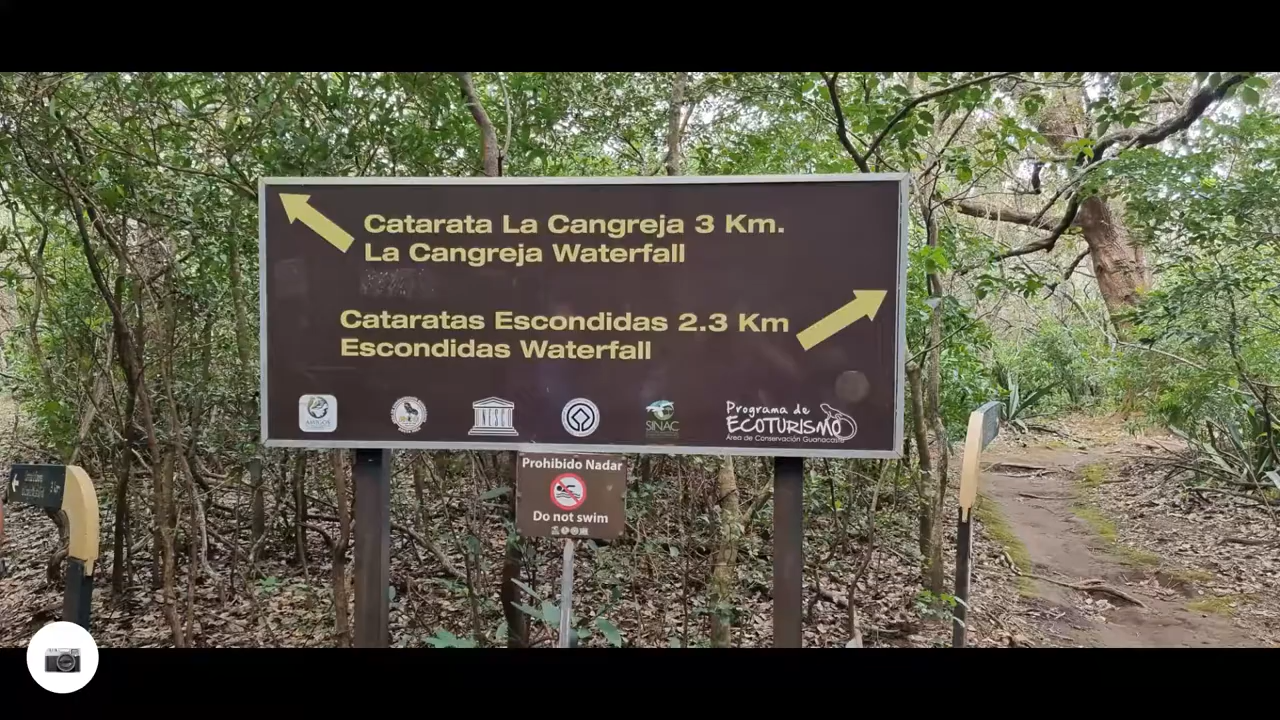 Catarata La Cangreja 3 Km.
La Cangreja Waterfall
Cataratas Escondidas 2.3 Km
Escondidas Waterfall
UNESCO
SINAC
Programa de
ECOTURISMO
Área de Conservación Guanacaste
Prohibido Nadar
Do not swim